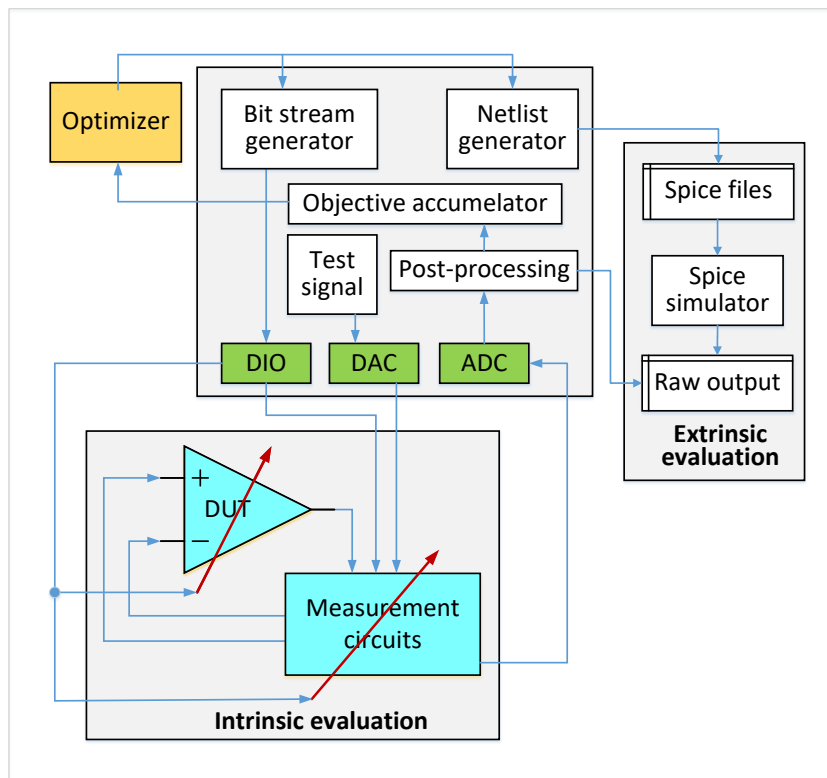 Optimizer
Bit stream
generator
Netlist
generator
Objective accumelator
Test
signal
Post-processing
DIO
DAC
ADC
Spice files
Spice
simulator
Raw output
Extrinsic
evaluation
+
DUT
−
Measurement
circuits
Intrinsic evaluation